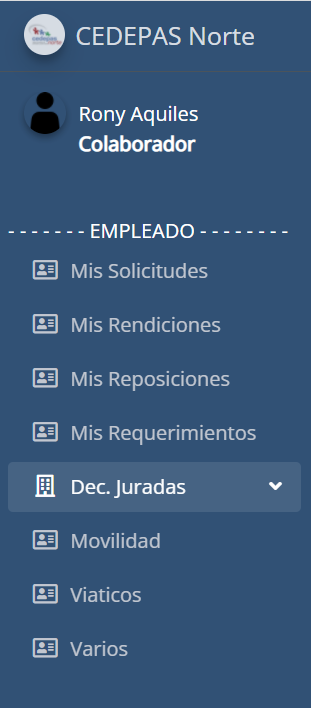 CEDEPAS Norte
Rony Aquiles
Colaborador
- - - - - - - EMPLEADO - - - - - - - -
Mis Solicitudes
Mis Rendiciones
Mis Reposiciones
Mis Requerimientos
Dec. Juradas
Movilidad
Viaticos
Varios